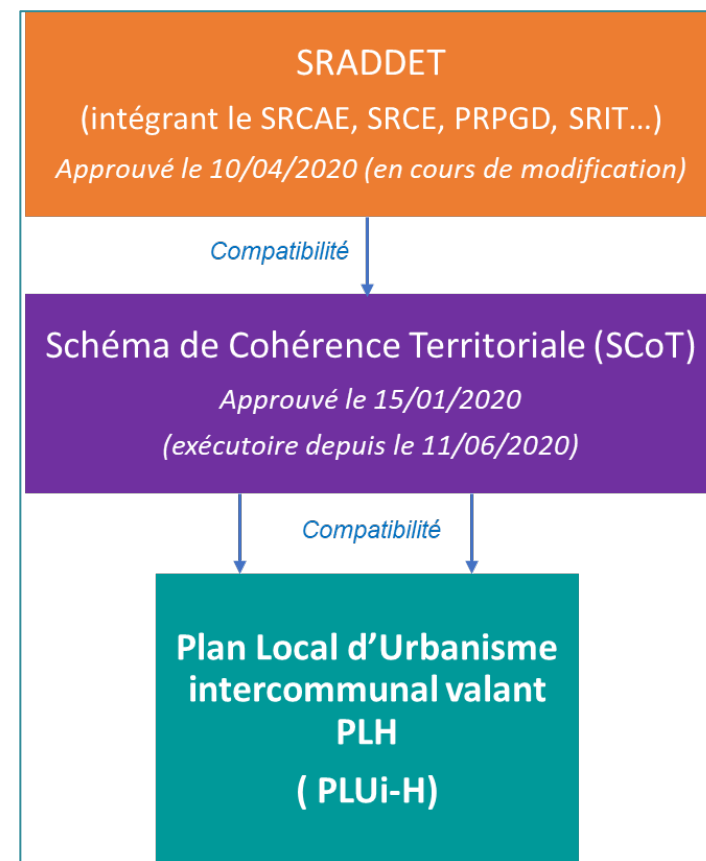 SRADDET
(intégrant le SRCAE, SRCE, PRPGD, SRIT...)
Approuvé le 10/04/2020 (en cours de modification)
Compatibilité
Schéma de Cohérence Territoriale (SCoT)
Approuvé le 15/01/2020
(exécutoire depuis le 11/06/2020)
Compatibilité
Plan Local d'Urbanisme
intercommunal valant
PLH
( PLUi-H)